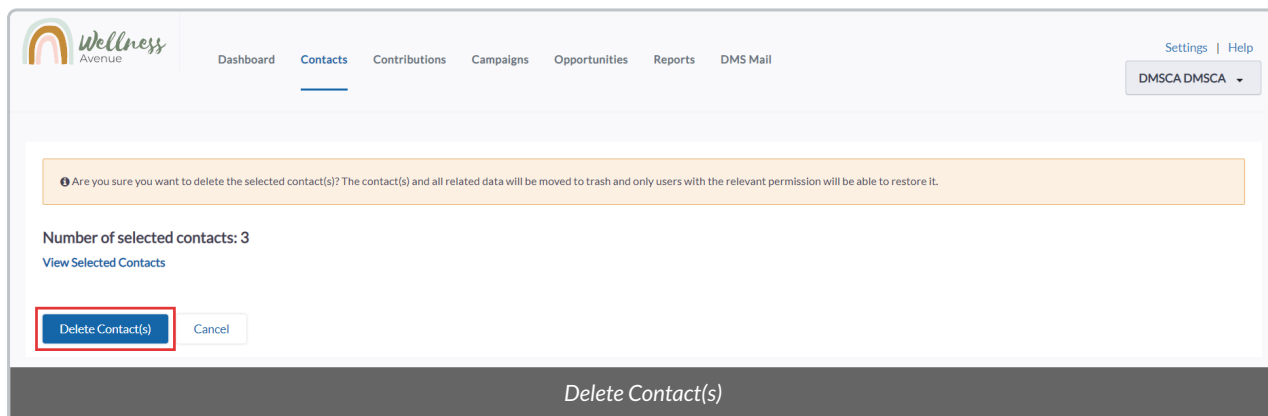 Wellness
Avenue
Dashboard Contacts Contributions Campaigns Opportunities Reports DMS Mail
Settings | Help
DMSCA DMSCA
Are you sure you want to delete the selected contact(s)? The contact(s) and all related data will be moved to trash and only users with the relevant permission will be able to restore it.
Number of selected contacts: 3
View Selected Contacts
Delete Contact(s) Cancel
Delete Contact(s)